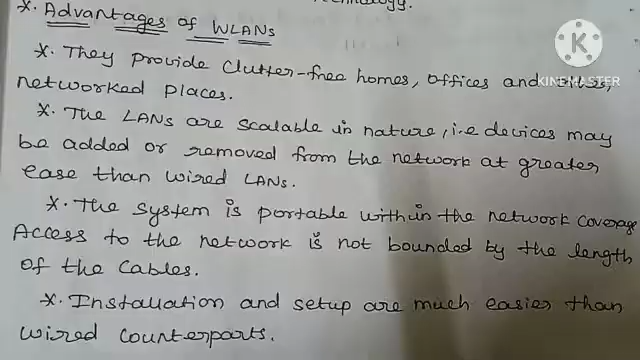 Technology.
*. Advantages of WLANs
*. They provide clutter-free homes, offices and
networked places.
*. The LANs are scalable in nature, i.e devices may
be added or removed from the network at greater
ease than wired LANs.
*. The system is portable within the network coverage
Access to the network is not bounded by the length
of the cables.
*. Installation and setup are much easier than
wired counterparts.
K
KINEMASTER